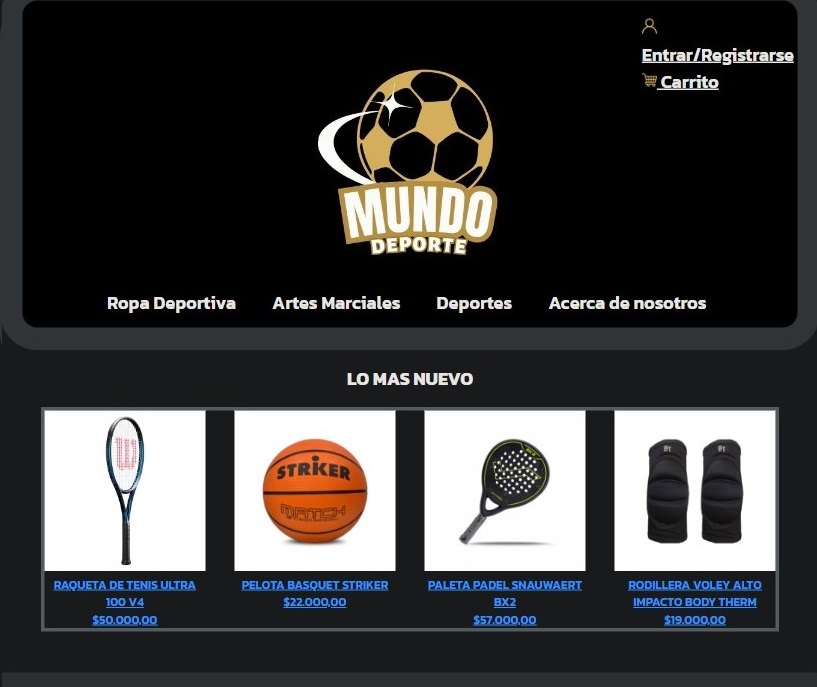 Entrar/Registrarse
Carrito
MUNDO
DEPORTE
Ropa Deportiva Artes Marciales Deportes Acerca de nosotros
LO MAS NUEVO
W
STRIKER
MATCH
RAQUETA DE TENIS ULTRA
100 V4
$50.000,00
PELOTA BASQUET STRIKER
$22.000,00
PALETA PADEL SNAUWAERT
BX2
$57.000,00
RODILLERA VOLEY ALTO
IMPACTO BODY THERM
$19.000,00